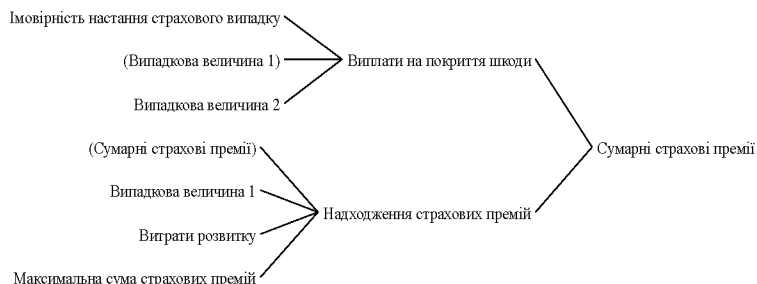 Імовірність настання страхового випадку
(Випадкова величина 1)
Виплати на покриття шкоди
Випадкова величина 2
(Сумарні страхові премії)
Сумарні страхові премії
Випадкова величина 1
Надходження страхових премій
Витрати розвитку
Максимальна сума страхових премій